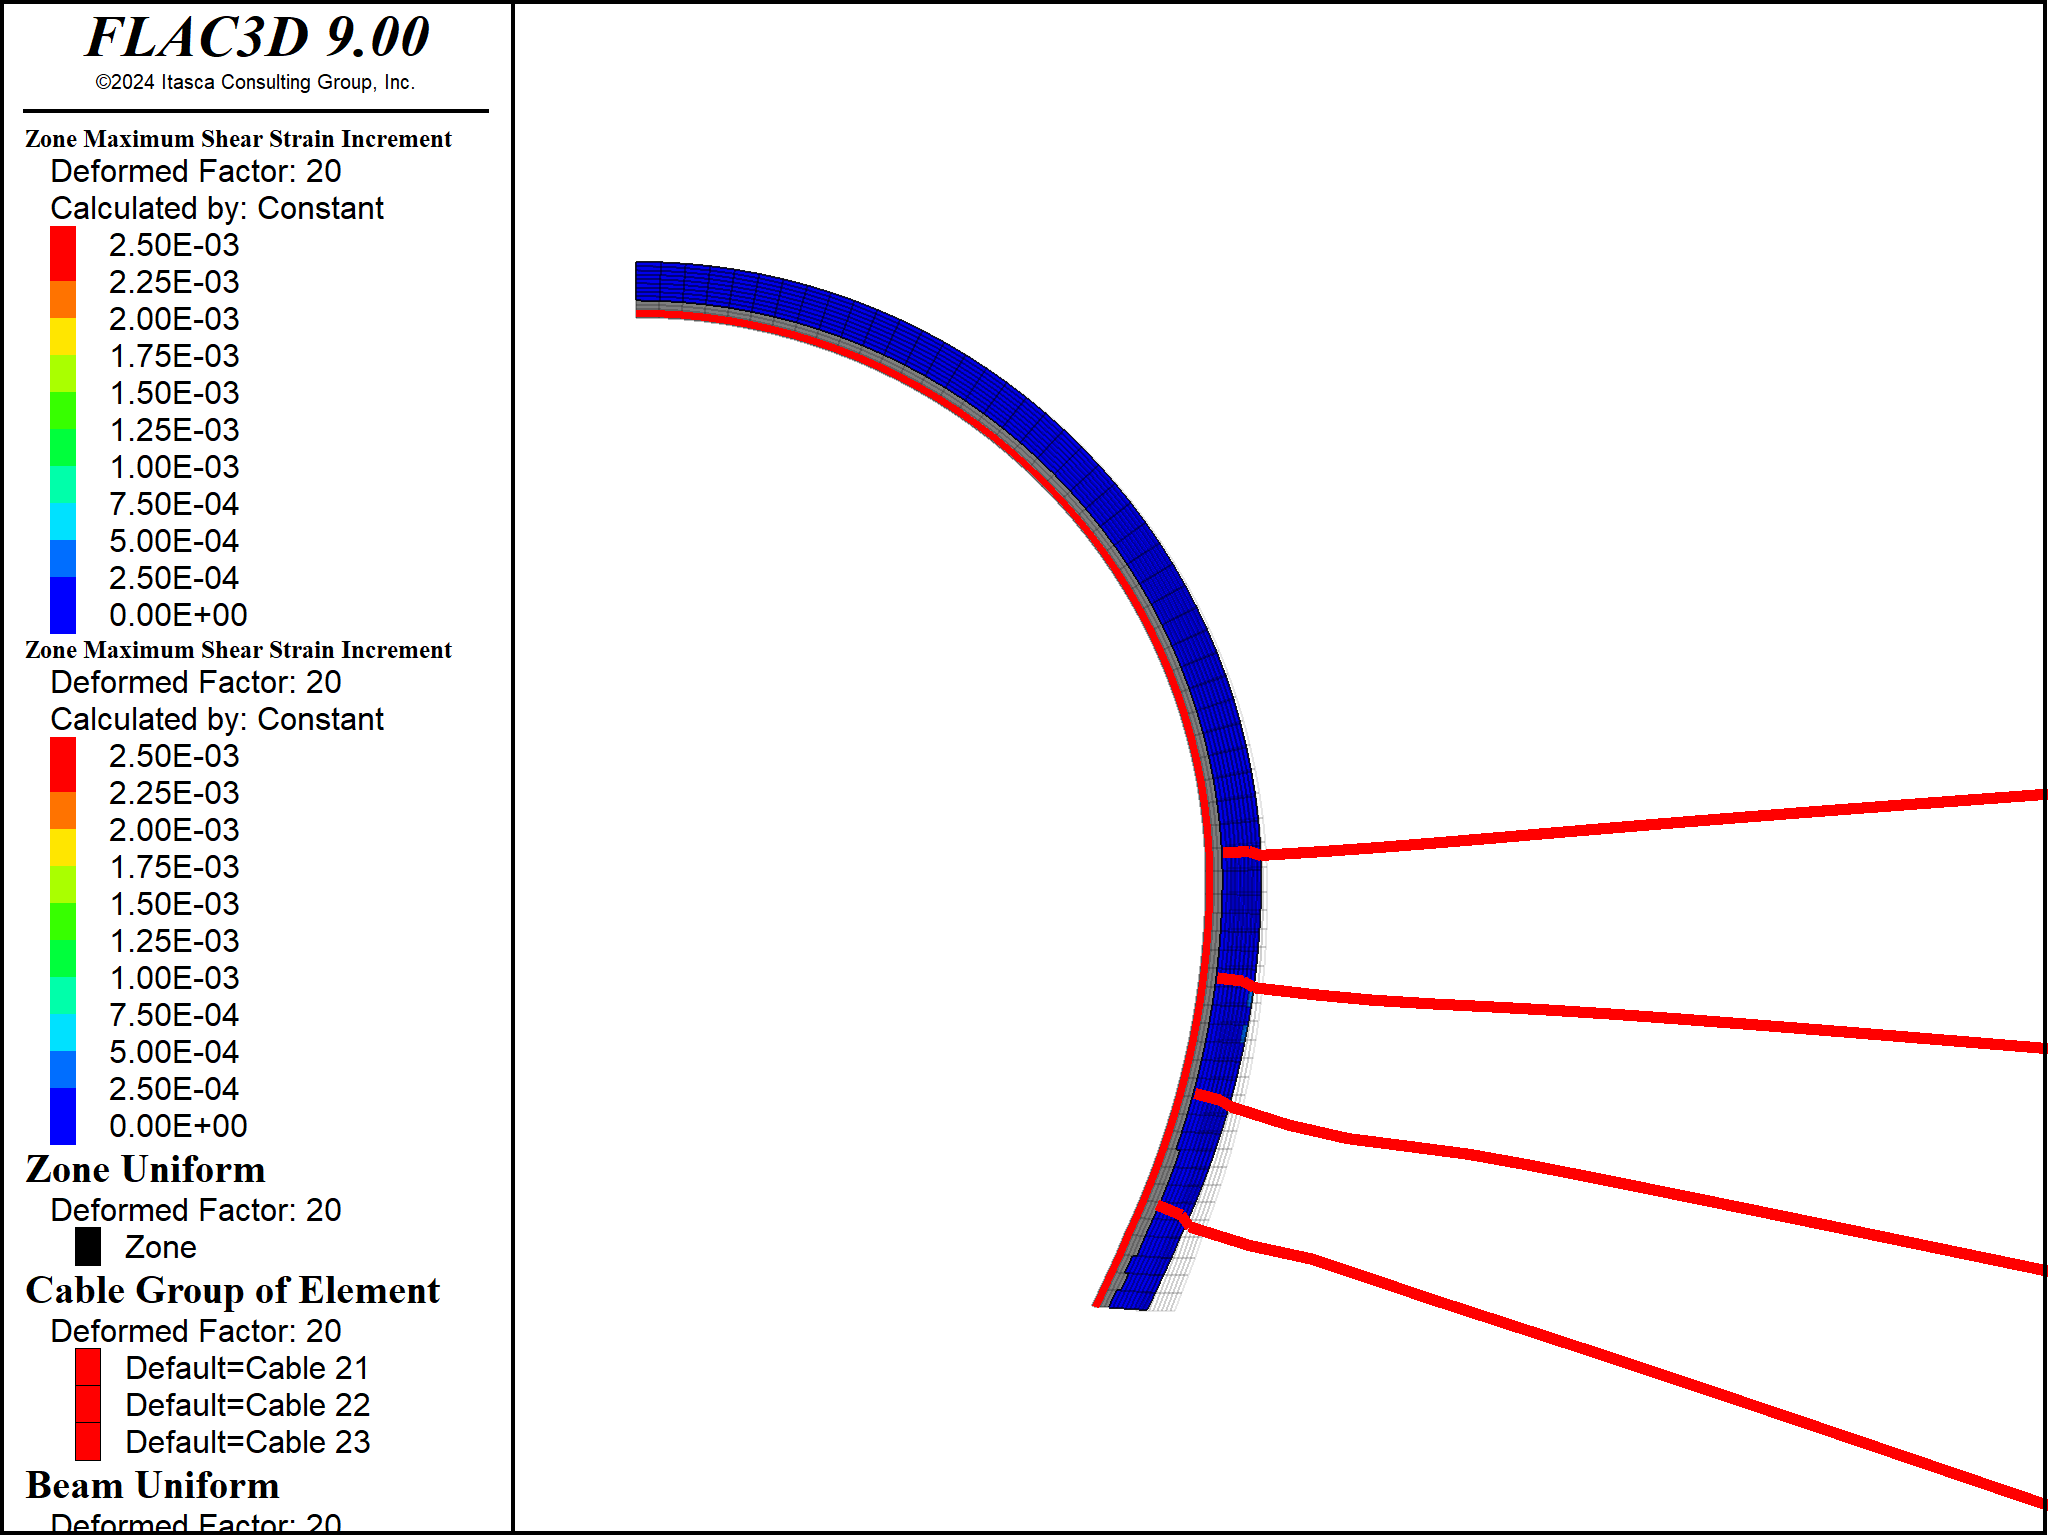 FLAC3D 9.00
©2024 Itasca Consulting Group, Inc.
Zone Maximum Shear Strain Increment
Deformed Factor: 20
Calculated by: Constant
2.50E-03
2.25E-03
2.00E-03
1.75E-03
1.50E-03
1.25E-03
1.00E-03
7.50E-04
5.00E-04
2.50E-04
0.00E+00
Zone Maximum Shear Strain Increment
Deformed Factor: 20
Calculated by: Constant
2.50E-03
2.25E-03
2.00E-03
1.75E-03
1.50E-03
1.25E-03
1.00E-03
7.50E-04
5.00E-04
2.50E-04
0.00E+00
Zone Uniform
Deformed Factor: 20
Zone
Cable Group of Element
Deformed Factor: 20
Default=Cable 21
Default=Cable 22
Default=Cable 23
Beam Uniform
Deformed Factor: 20